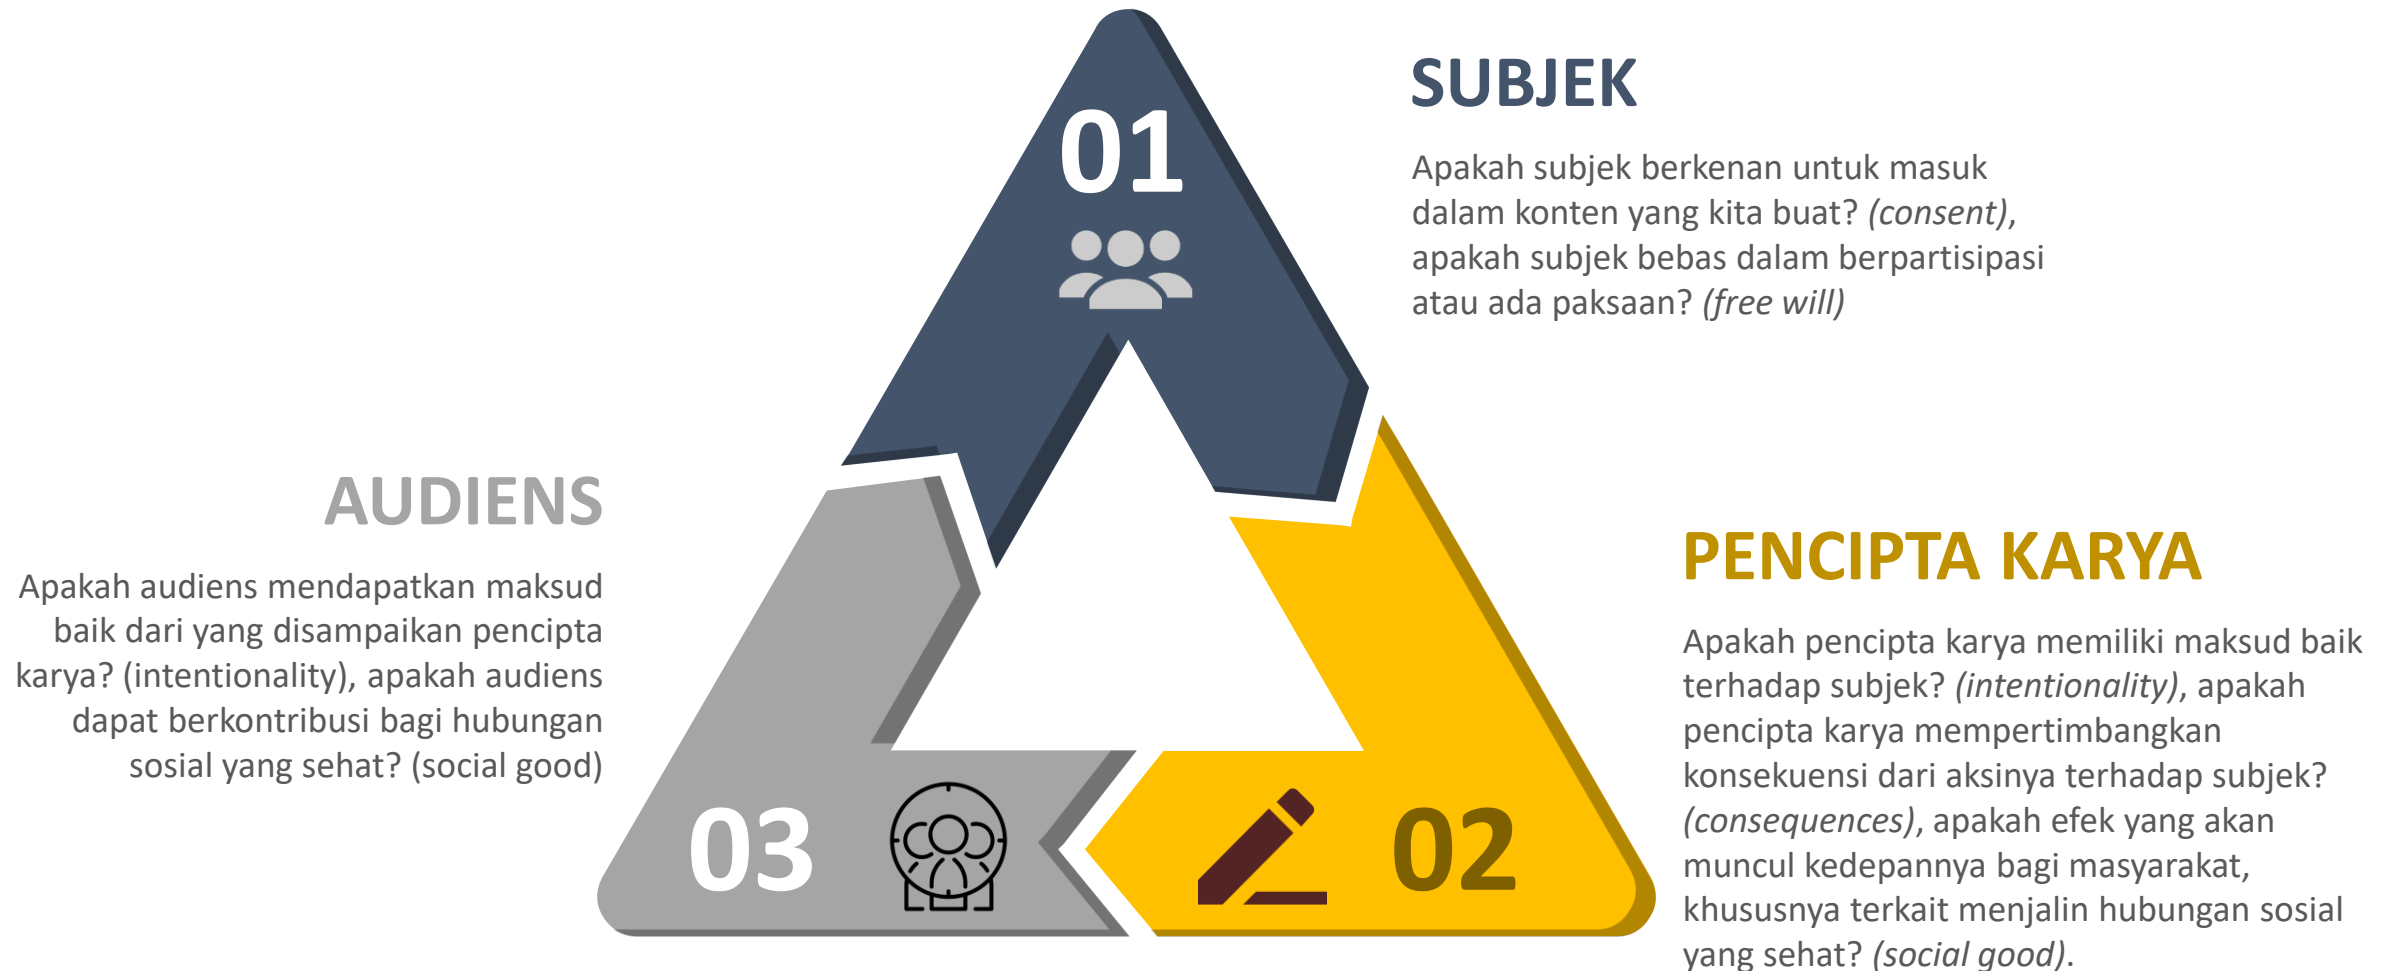 01
SUBJEK
Apakah subjek berkenan untuk masuk
dalam konten yang kita buat? (consent),
apakah subjek bebas dalam berpartisipasi
atau ada paksaan? (free will)
02
PENCIPTA KARYA
Apakah pencipta karya memiliki maksud baik
terhadap subjek? (intentionality), apakah
pencipta karya mempertimbangkan
konsekuensi dari aksinya terhadap subjek?
(consequences), apakah efek yang akan
muncul kedepannya bagi masyarakat,
khususnya terkait menjalin hubungan sosial
yang sehat? (social good).
03
AUDIENS
Apakah audiens mendapatkan maksud
baik dari yang disampaikan pencipta
karya? (intentionality), apakah audiens
dapat berkontribusi bagi hubungan
sosial yang sehat? (social good)